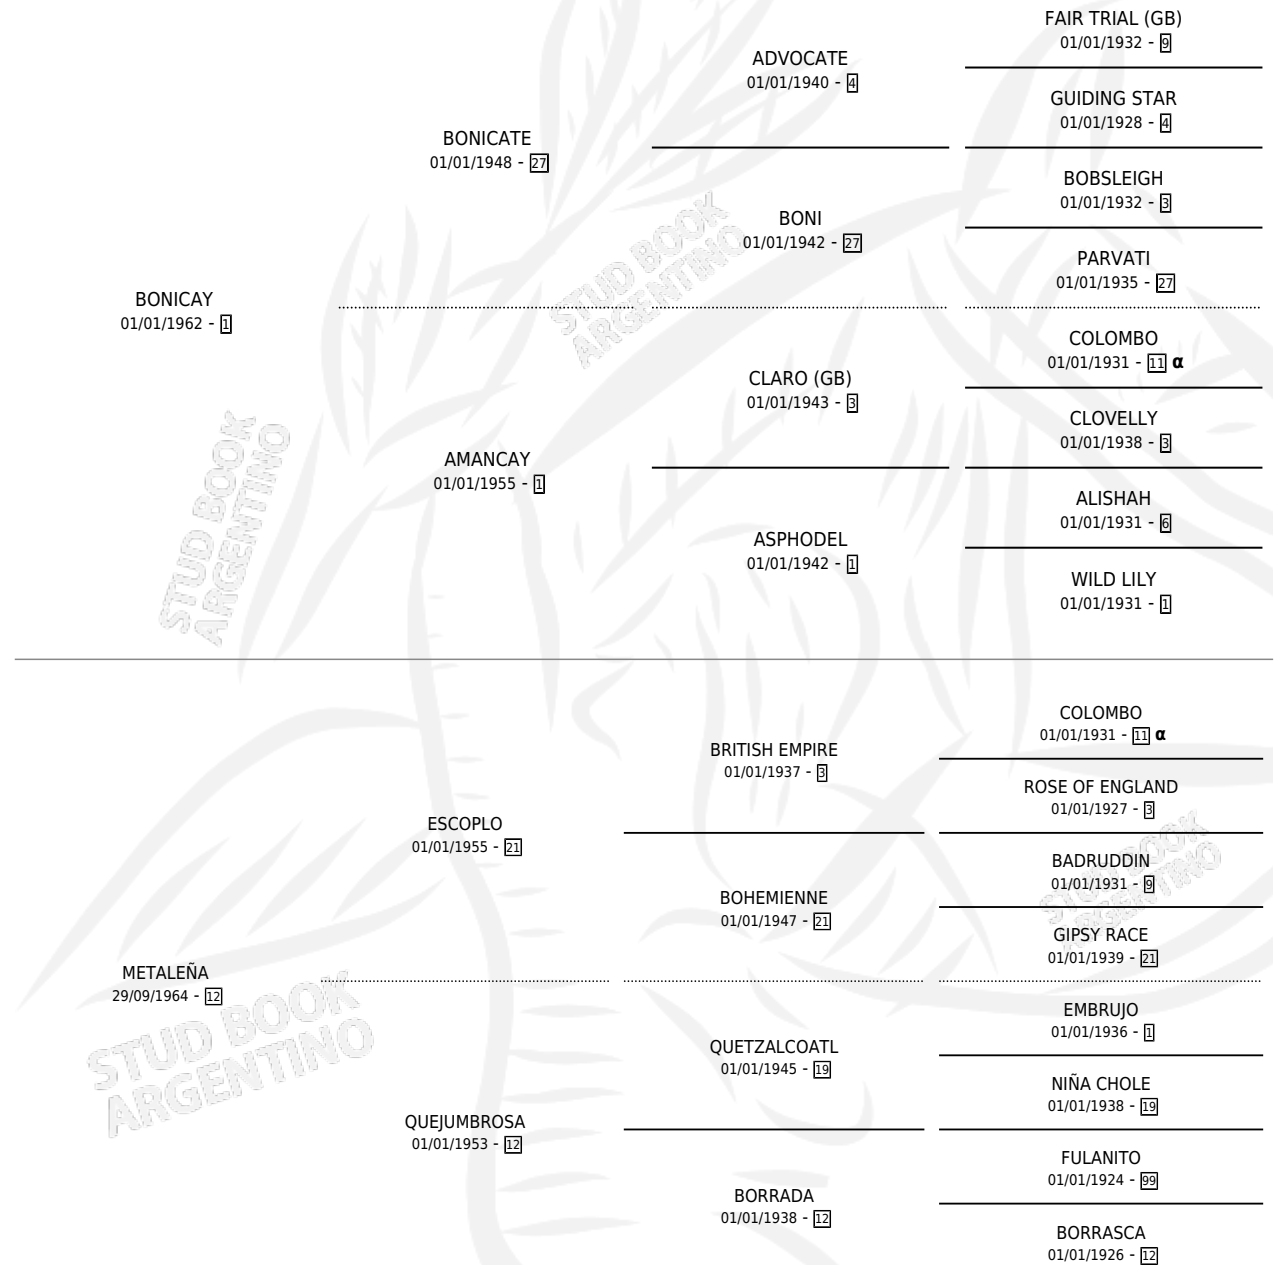 FAIR TRIAL (GB)
01/01/1932 - 9
ADVOCATE
01/01/1940 - 4
GUIDING STAR
01/01/1928 - 4
BONICATE
01/01/1948 - 27
BOBSLEIGH
01/01/1932 - 3
BONI
01/01/1942 - 27
PARVATI
01/01/1935 - 27
BONICAY
01/01/1962 - 1
COLOMBO
01/01/1931 - 11 α
CLARO (GB)
01/01/1943 - 3
CLOVELLY
01/01/1938 - 3
AMANCAY
01/01/1955 - 1
ALISHAH
01/01/1931 - 6
ASPHODEL
01/01/1942 - 1
WILD LILY
01/01/1931 - 1
COLOMBO
01/01/1931 - 11 α
BRITISH EMPIRE
01/01/1937 - 3
ROSE OF ENGLAND
01/01/1927 - 3
ESCOPLO
01/01/1955 - 21
BADRUDDIN
01/01/1931 - 9
BOHEMIENNE
01/01/1947 - 21
GIPSY RACE
01/01/1939 - 21
METALEÑA
29/09/1964 - 12
EMBRUJO
01/01/1936 - 1
QUETZALCOATL
01/01/1945 - 19
NIÑA CHOLE
01/01/1938 - 19
QUEJUMBROSA
01/01/1953 - 12
FULANITO
01/01/1924 - 99
BORRADA
01/01/1938 - 12
BORRASCA
01/01/1926 - 12
STUD BOOK
ARGENTINO
STUD BOOK
ARGENTINO
STUD BOOK
ARGENTINO
STUD BOOK
ARGENTINO